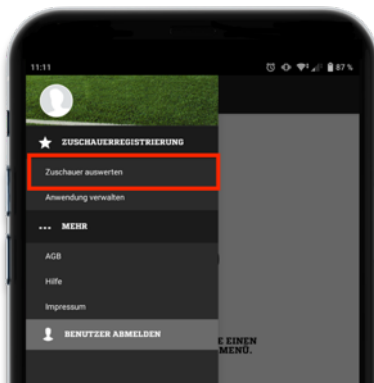 11:11 87 %
ZUSCHAUERREGISTRIERUNG
Zuschauer auswerten
Anwendung verwalten
MEHR
AGB
Hilfe
Impressum
BENUTZER ABMELDEN
E EINEN
MENÜ.